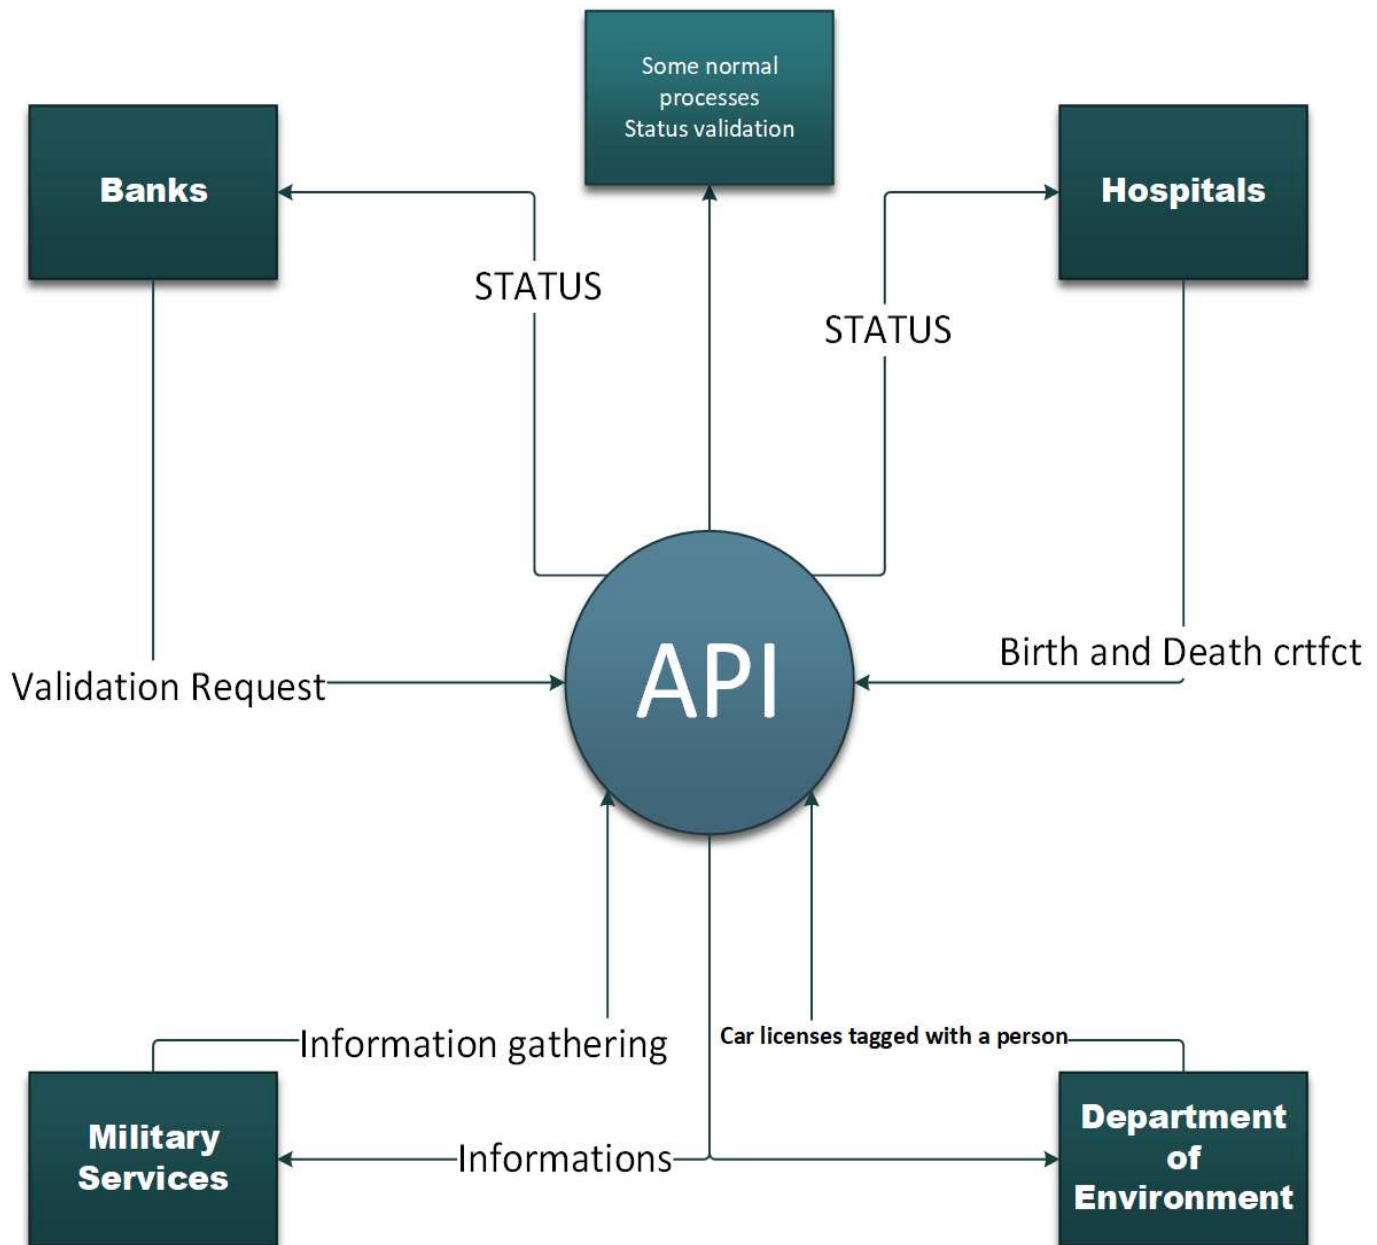 Some normal
processes
Status validation
Banks
Hospitals
STATUS
STATUS
API
Validation Request
Birth and Death crtfct
Information gathering
Car licenses tagged with a person
Military
Services
Informations
Department
of
Environment